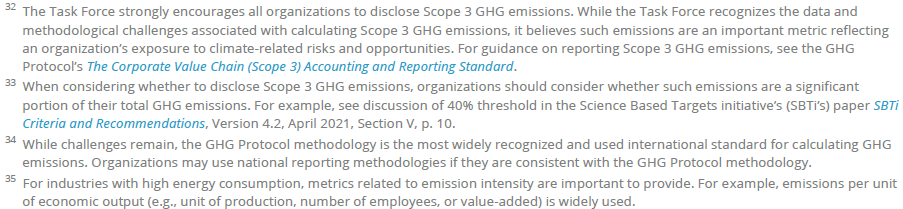 32 The Task Force strongly encourages all organizations to disclose Scope 3 GHG emissions. While the Task Force recognizes the data and
methodological challenges associated with calculating Scope 3 GHG emissions, it believes such emissions are an important metric reflecting
an organization's exposure to climate-related risks and opportunities. For guidance on reporting Scope 3 GHG emissions, see the GHG
Protocol's The Corporate Value Chain (Scope 3) Accounting and Reporting Standard.
33 When considering whether to disclose Scope 3 GHG emissions, organizations should consider whether such emissions are a significant
portion of their total GHG emissions. For example, see discussion of 40% threshold in the Science Based Targets initiative's (SBTi's) paper SBTi
Criteria and Recommendations, Version 4.2, April 2021, Section V, p. 10.
34 While challenges remain, the GHG Protocol methodology is the most widely recognized and used international standard for calculating GHG
emissions. Organizations may use national reporting methodologies if they are consistent with the GHG Protocol methodology.
35 For industries with high energy consumption, metrics related to emission intensity are important to provide. For example, emissions per unit
of economic output (e.g., unit of production, number of employees, or value-added) is widely used.